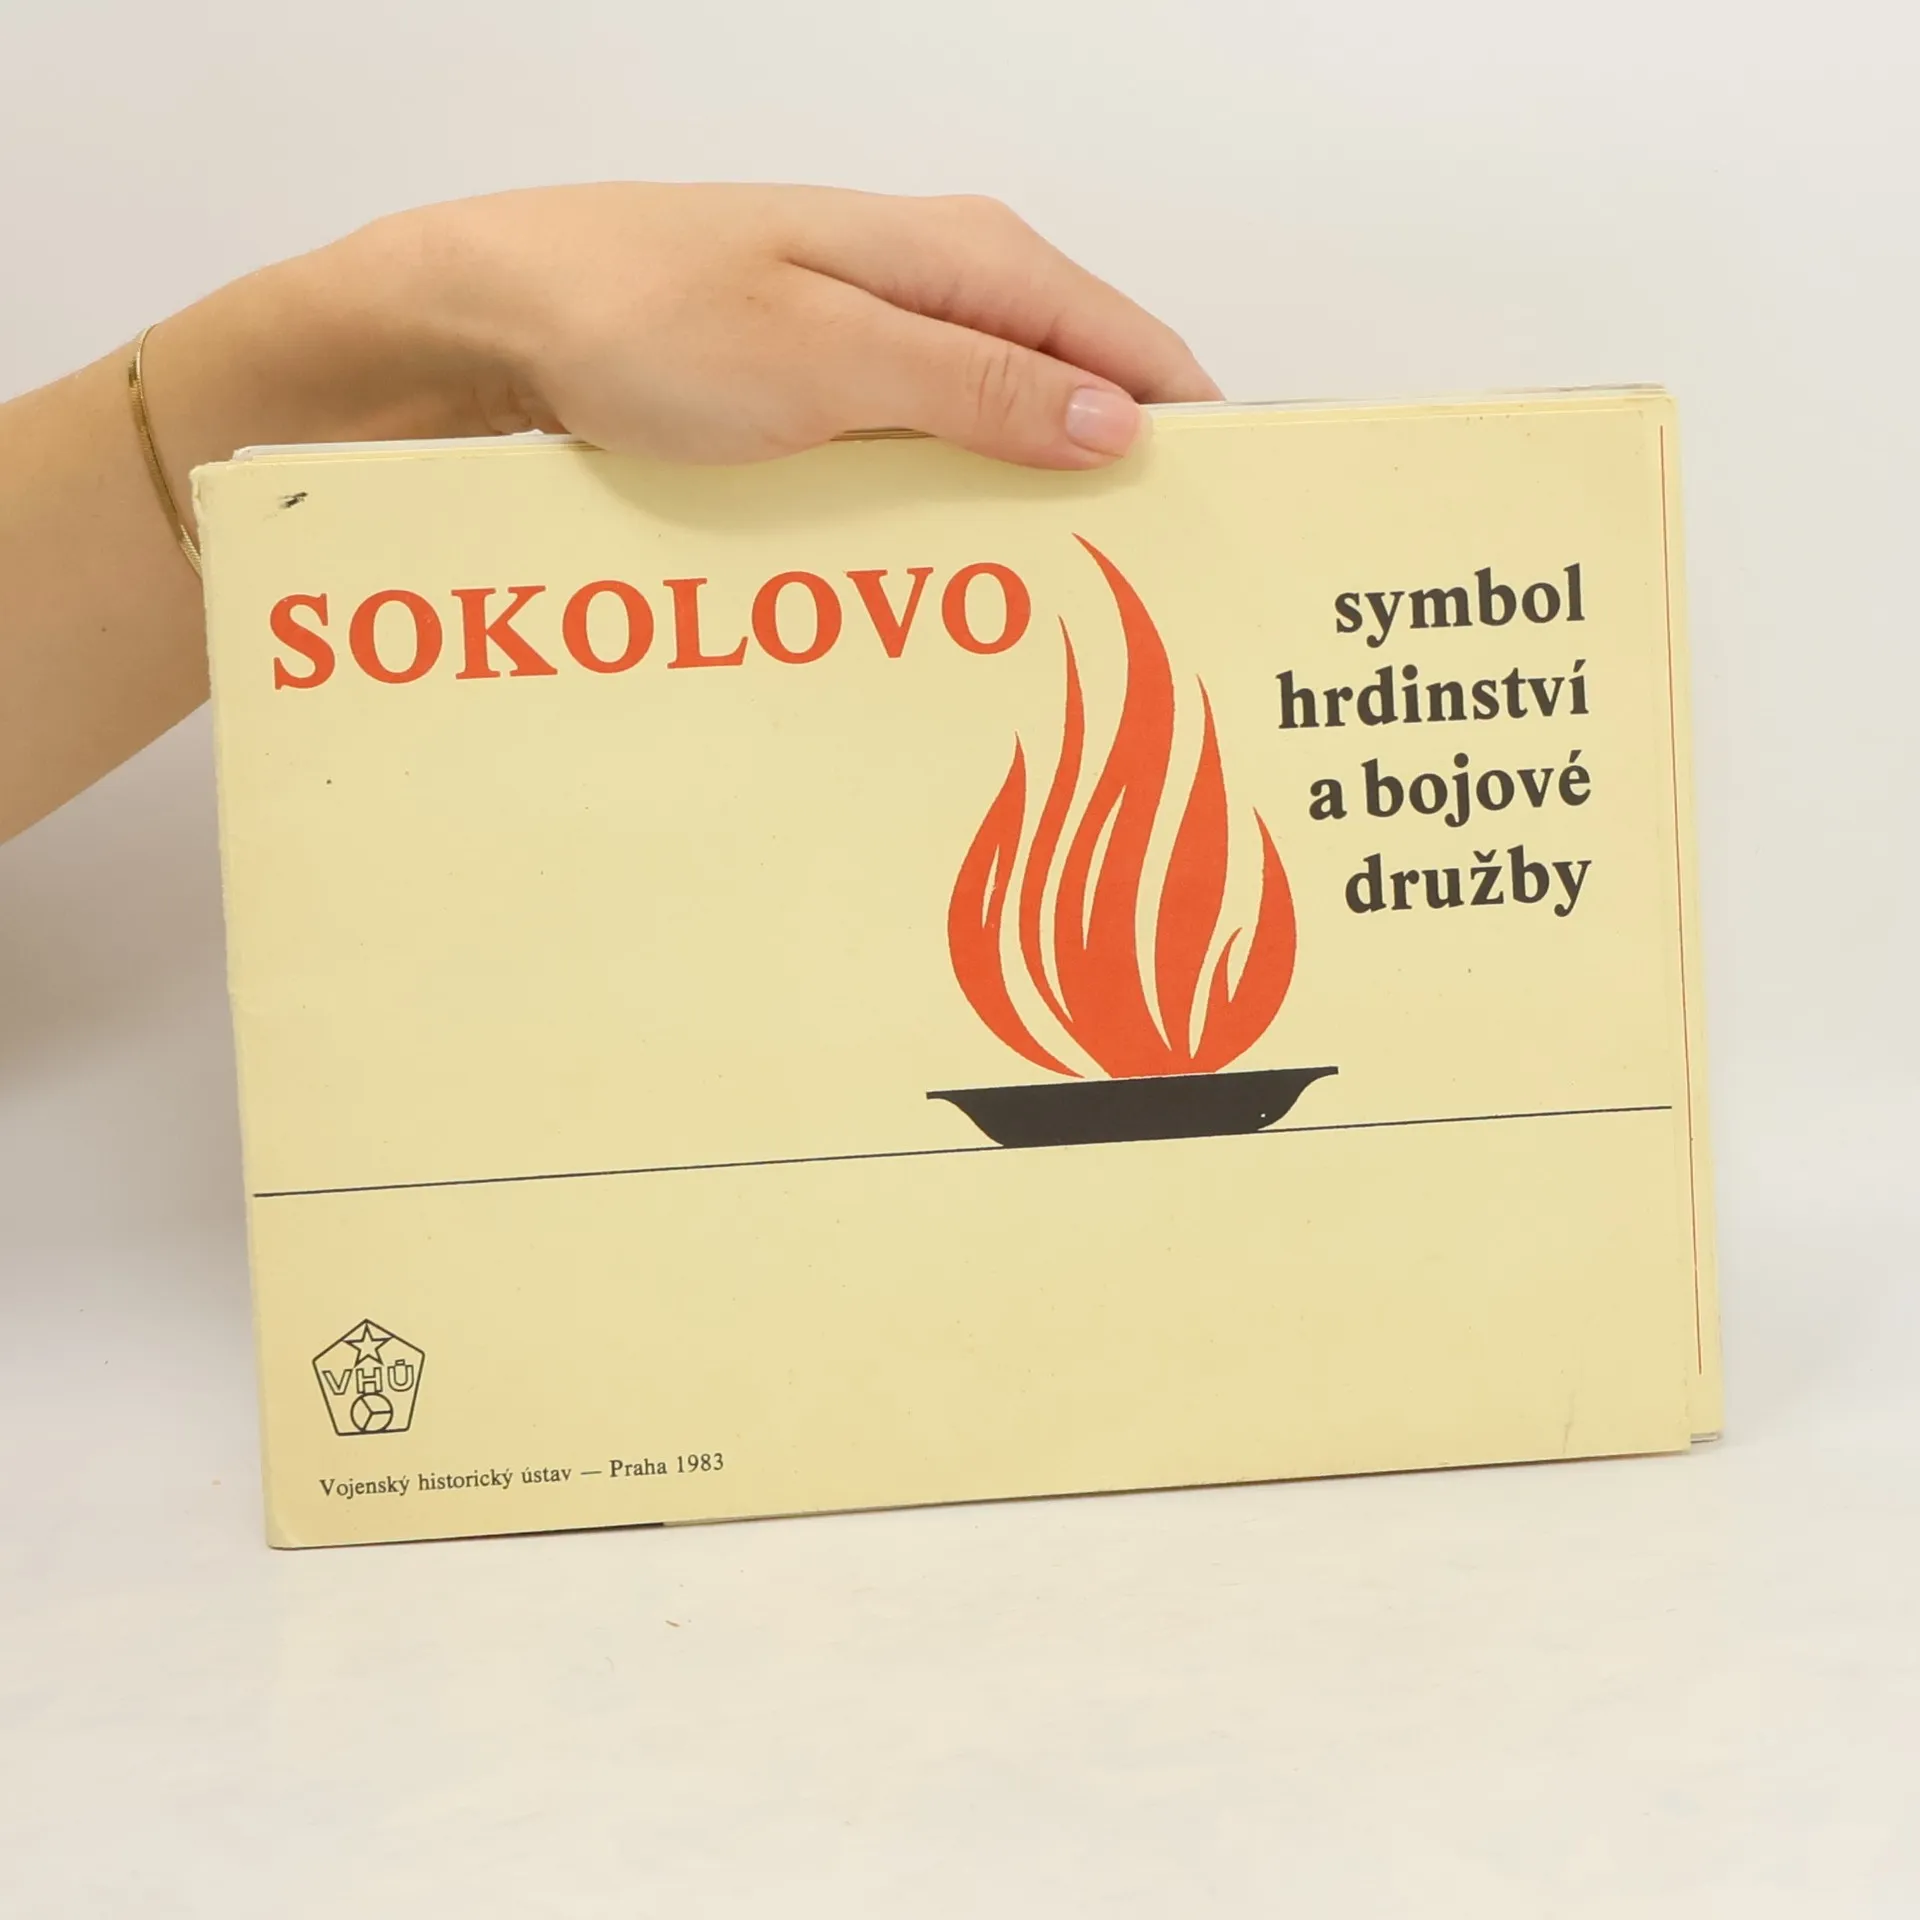 SOKOLOVO
symbol
hrdinství
a bojové
družby
VHÚ
Vojenský historický ústav — Praha 1983